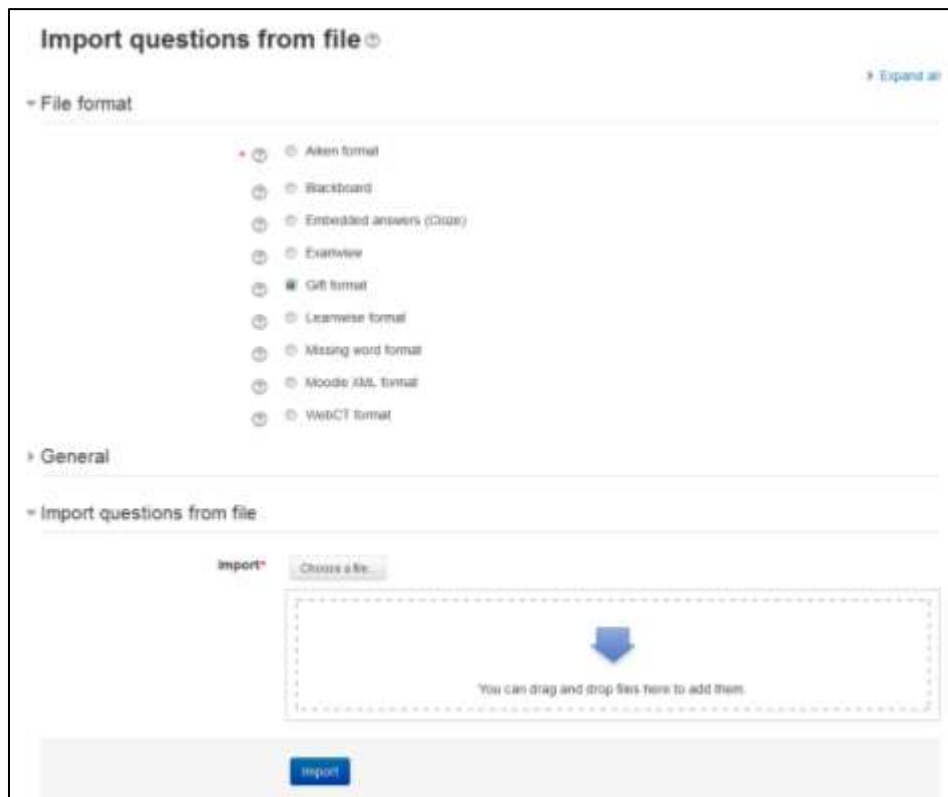 Import questions from file
Expand all
File format
* Aiken format
Blackboard
Embedded answers (Cloze)
Examview
Gift format
Learnwise format
Missing word format
Moodle XML format
WebCT format
General
Import questions from file
Import* Choose a file...
You can drag and drop files here to add them.
Import